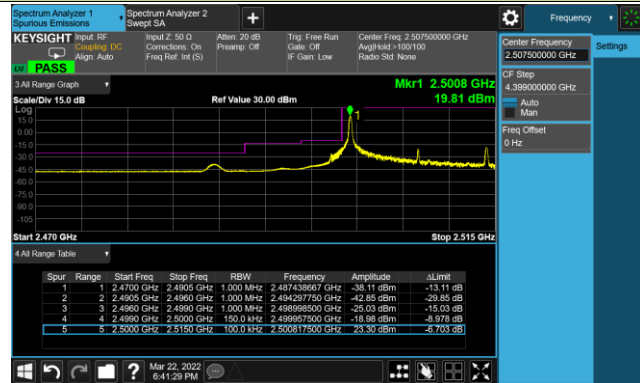 Spectrum Analyzer 1
Spurious Emissions
Spectrum Analyzer 2
Swept SA
Frequency
KEYSIGHT
Input: RF
Coupling: DC
Align: Auto
Input Z: 50 Ω
Corrections: On
Freq Ref: Int (S)
Atten: 20 dB
Preamp: Off
Trig: Free Run
Gate: Off
IF Gain: Low
Center Freq: 2.507500000 GHz
Avg|Hold:>100/100
Radio Std: None
PASS
Center Frequency
2.507500000 GHz
Settings
CF Step
4.399000000 GHz
Auto
Man
Freq Offset
0 Hz
3 All Range Graph
Mkr1 2.5008 GHz
19.81 dBm
Scale/Div 15.0 dB
Ref Value 30.00 dBm
Log
15.0
0.00
-15.0
-30.0
-45.0
-60.0
-75.0
-90.0
-105
1
Start 2.470 GHz
Stop 2.515 GHz
4 All Range Table
Spur Range Start Freq Stop Freq RBW Frequency Amplitude ΔLimit
1 1 2.4700 GHz 2.4905 GHz 1.000 MHz 2.487438667 GHz -38.11 dBm -13.11 dB
2 2 2.4905 GHz 2.4960 GHz 1.000 MHz 2.494297750 GHz -42.85 dBm -29.85 dB
3 3 2.4960 GHz 2.4990 GHz 1.000 MHz 2.498998500 GHz -25.03 dBm -15.03 dB
4 4 2.4990 GHz 2.5000 GHz 150.0 kHz 2.499957500 GHz -18.98 dBm -8.978 dB
5 5 2.5000 GHz 2.5150 GHz 100.0 kHz 2.500817500 GHz 23.30 dBm -6.703 dB
Mar 22, 2022
6:41:29 PM